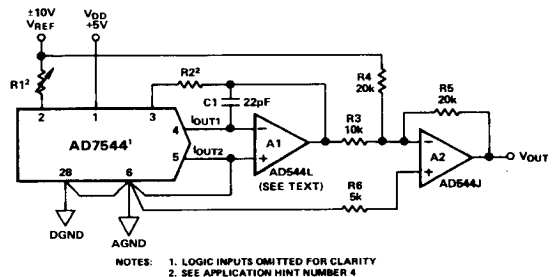 ±10V
VREF
VDD
+5V
R1²
R2²
C1
22pF
R4
20k
R5
20k
2
1
3
AD7544¹
4
IOUT1
5
IOUT2
−
+
A1
AD544L
(SEE TEXT)
R3
10k
−
+
A2
AD544J
VOUT
28
6
R6
5k
DGND
AGND
NOTES: 1. LOGIC INPUTS OMITTED FOR CLARITY
2. SEE APPLICATION HINT NUMBER 4